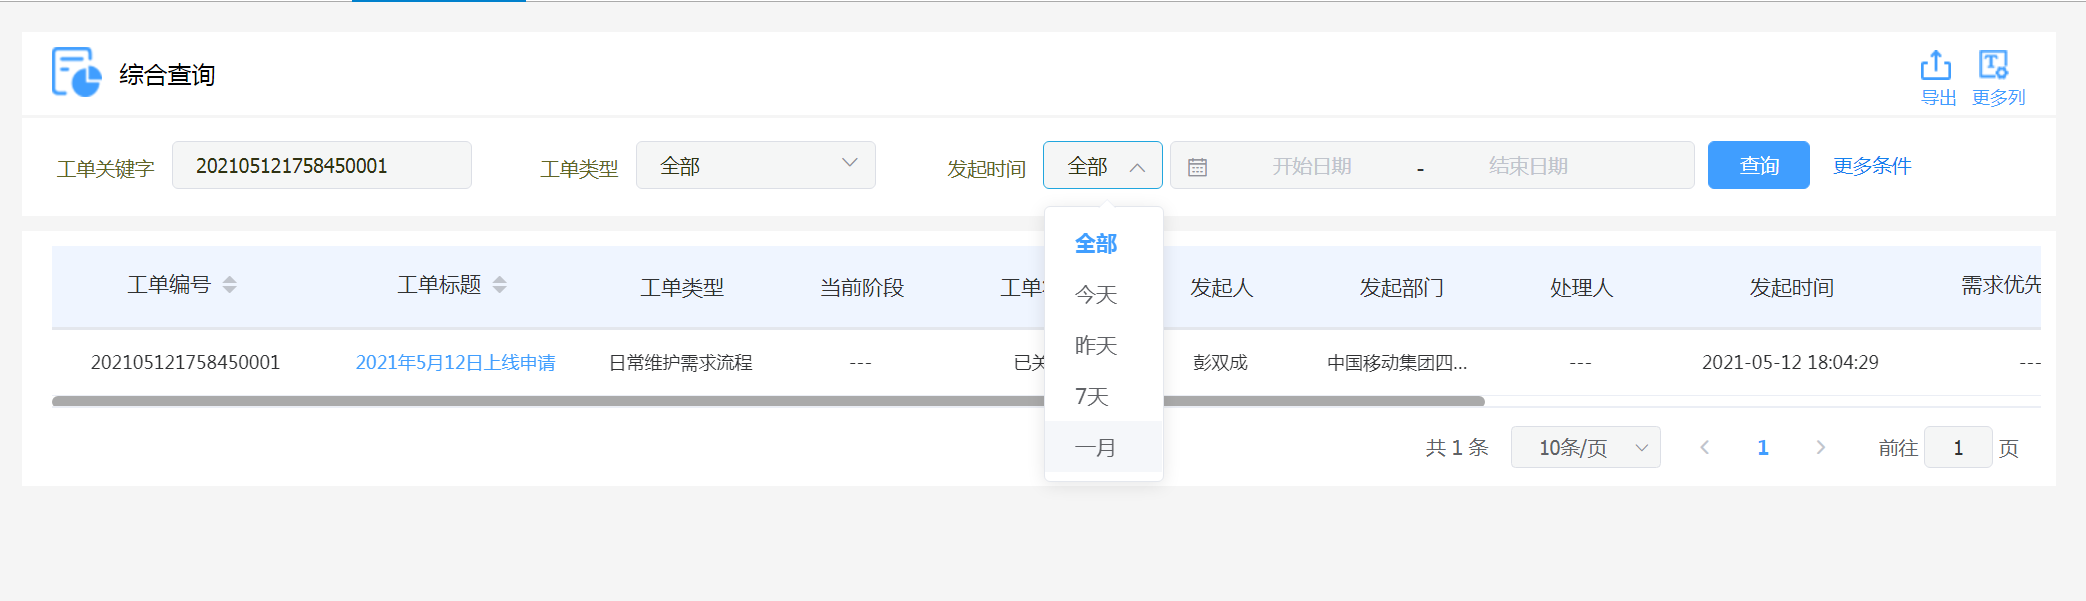 综合查询
导出 更多列
工单关键字 202105121758450001 工单类型 全部 发起时间 全部 开始日期 - 结束日期 查询 更多条件
全部
今天
昨天
7天
一月
工单编号 工单标题 工单类型 当前阶段 工单 发起人 发起部门 处理人 发起时间 需求优先
202105121758450001 2021年5月12日上线申请 日常维护需求流程 --- 已关 彭双成 中国移动集团四... --- 2021-05-12 18:04:29 ---
共 1 条 10条/页 1 前往 1 页